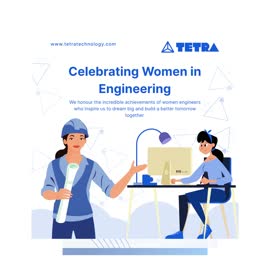 www.tetratechnology.com
TETRA
Celebrating Women in
Engineering
We honour the incredible achievements of women engineers
who inspire us to dream big and build a better tomorrow
together